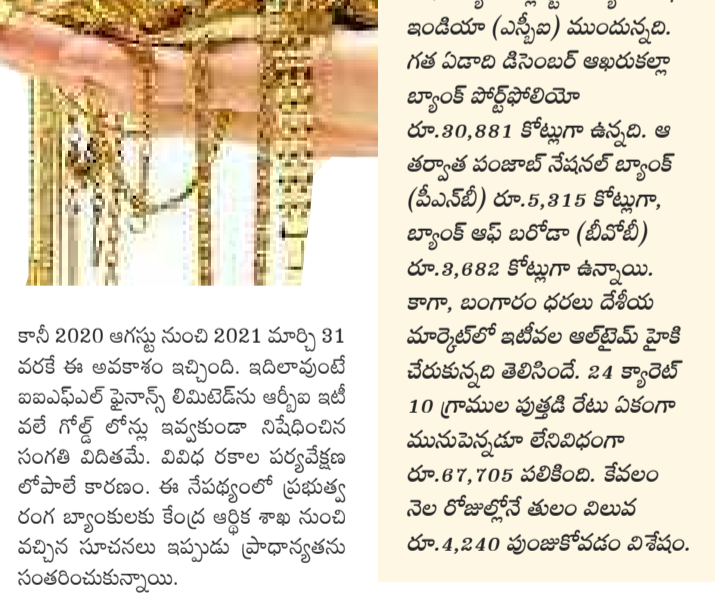 కానీ 2020 ఆగస్టు నుంచి 2021 మార్చి 31
వరకే ఈ అవకాశం ఇచ్చింది. ఇదిలావుంటే
ఐఐఎఫ్ఎల్ ఫైనాన్స్ లిమిటెడ్‌ను ఆర్బీఐ ఇటీ
వలే గోల్డ్ లోన్లు ఇవ్వకుండా నిషేధించిన
సంగతి విదితమే. వివిధ రకాల పర్యవేక్షణ
లోపాలే కారణం. ఈ నేపథ్యంలో ప్రభుత్వ
రంగ బ్యాంకులకు కేంద్ర ఆర్థిక శాఖ నుంచి
వచ్చిన సూచనలు ఇప్పుడు ప్రాధాన్యతను
సంతరించుకున్నాయి.
ఇండియా (ఎస్బీఐ) ముందున్నది.
గత ఏడాది డిసెంబర్ ఆఖరుకల్లా
బ్యాంక్ పోర్ట్‌ఫోలియో
రూ.30,881 కోట్లుగా ఉన్నది. ఆ
తర్వాత పంజాబ్ నేషనల్ బ్యాంక్
(పీఎన్‌బీ) రూ.5,315 కోట్లుగా,
బ్యాంక్ ఆఫ్ బరోడా (బీవోబీ)
రూ.3,682 కోట్లుగా ఉన్నాయి.
కాగా, బంగారం ధరలు దేశీయ
మార్కెట్‌లో ఇటీవల ఆల్‌టైమ్ హైకి
చేరుకున్నది తెలిసిందే. 24 క్యారెట్
10 గ్రాముల పుత్తడి రేటు ఏకంగా
మునుపెన్నడూ లేనివిధంగా
రూ.67,705 పలికింది. కేవలం
నెల రోజుల్లోనే తులం విలువ
రూ.4,240 పుంజుకోవడం విశేషం.